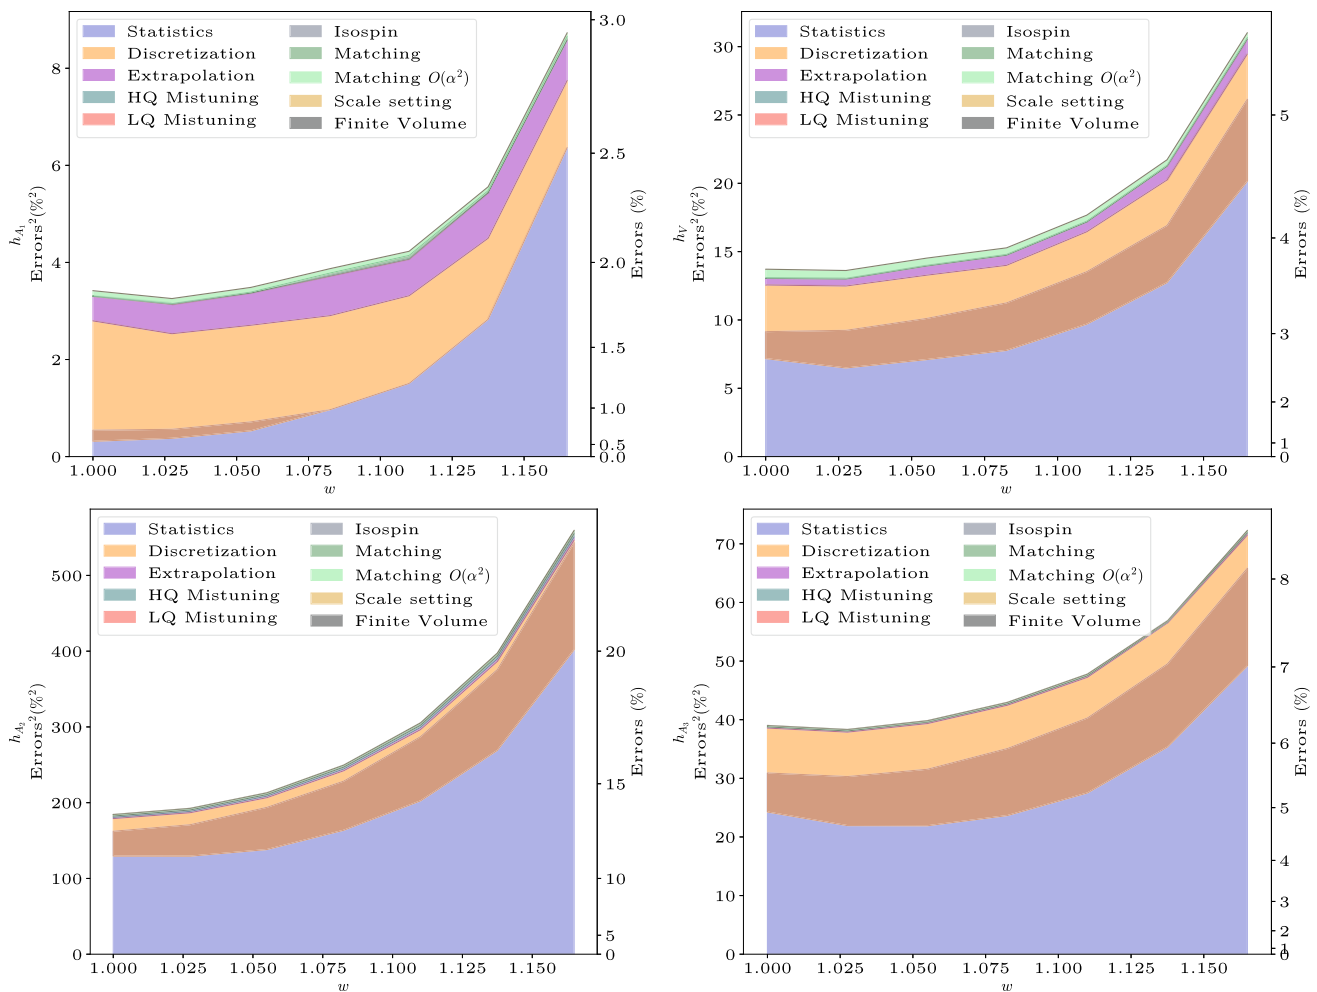 Statistics
Discretization
Extrapolation
HQ Mistuning
LQ Mistuning
Isospin
Matching
Matching O(α²)
Scale setting
Finite Volume
8
6
4
2
0
3.0
2.5
2.0
1.5
1.0
0.5
0.0
h_{A_1}
Errors²(%²)
Errors (%)
1.000 1.025 1.050 1.075 1.100 1.125 1.150
w
Statistics
Discretization
Extrapolation
HQ Mistuning
LQ Mistuning
Isospin
Matching
Matching O(α²)
Scale setting
Finite Volume
30
25
20
15
10
5
0
5
4
3
2
1
0
h_V
Errors²(%²)
Errors (%)
1.000 1.025 1.050 1.075 1.100 1.125 1.150
w
Statistics
Discretization
Extrapolation
HQ Mistuning
LQ Mistuning
Isospin
Matching
Matching O(α²)
Scale setting
Finite Volume
500
400
300
200
100
0
20
15
10
5
0
h_{A_2}
Errors²(%²)
Errors (%)
1.000 1.025 1.050 1.075 1.100 1.125 1.150
w
Statistics
Discretization
Extrapolation
HQ Mistuning
LQ Mistuning
Isospin
Matching
Matching O(α²)
Scale setting
Finite Volume
70
60
50
40
30
20
10
0
8
7
6
5
4
3
2
1
0
h_{A_3}
Errors²(%²)
Errors (%)
1.000 1.025 1.050 1.075 1.100 1.125 1.150
w